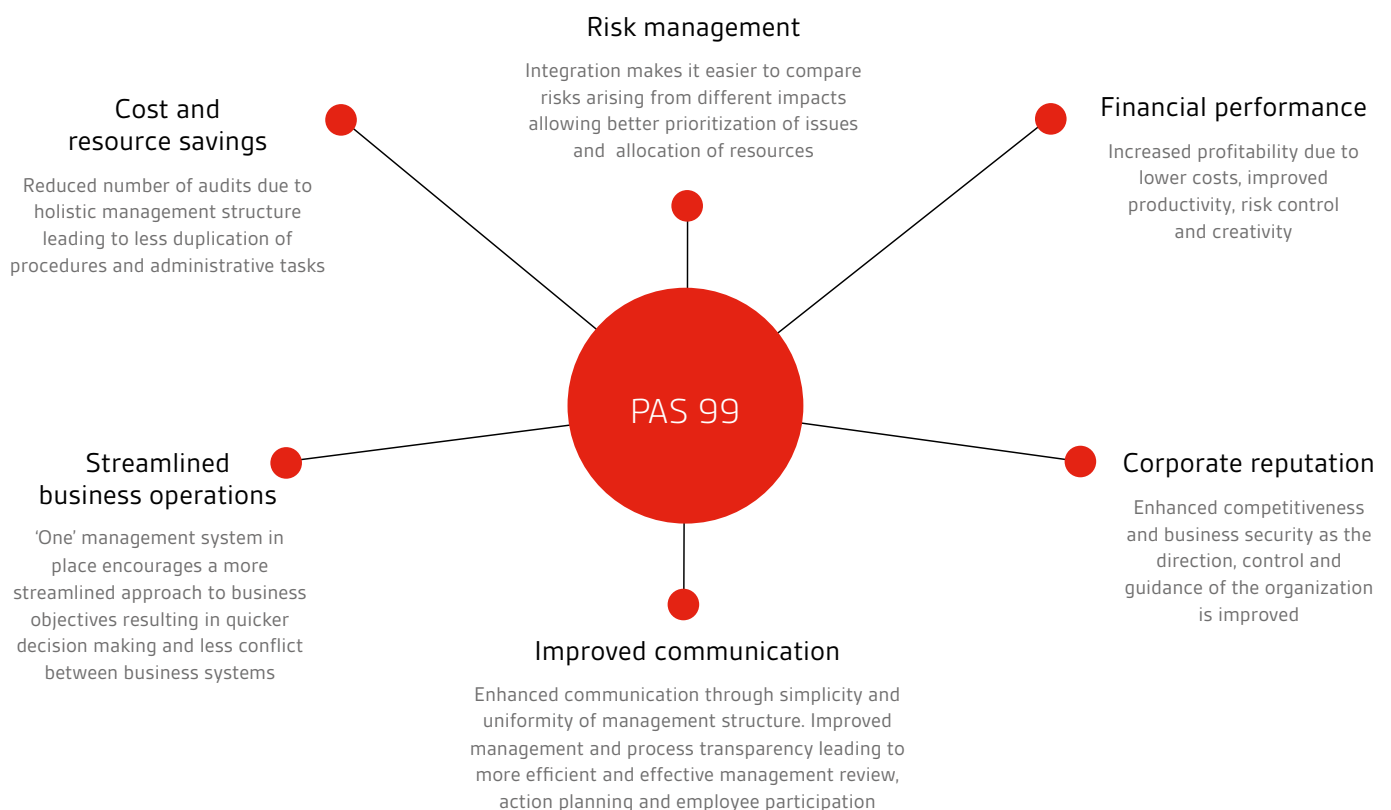 Risk management
Integration makes it easier to compare
risks arising from different impacts
allowing better prioritization of issues
and allocation of resources
Cost and
resource savings
Reduced number of audits due to
holistic management structure
leading to less duplication of
procedures and administrative tasks
Financial performance
Increased profitability due to
lower costs, improved
productivity, risk control
and creativity
PAS 99
Streamlined
business operations
‘One’ management system in
place encourages a more
streamlined approach to business
objectives resulting in quicker
decision making and less conflict
between business systems
Corporate reputation
Enhanced competitiveness
and business security as the
direction, control and
guidance of the organization
is improved
Improved communication
Enhanced communication through simplicity and
uniformity of management structure. Improved
management and process transparency leading to
more efficient and effective management review,
action planning and employee participation